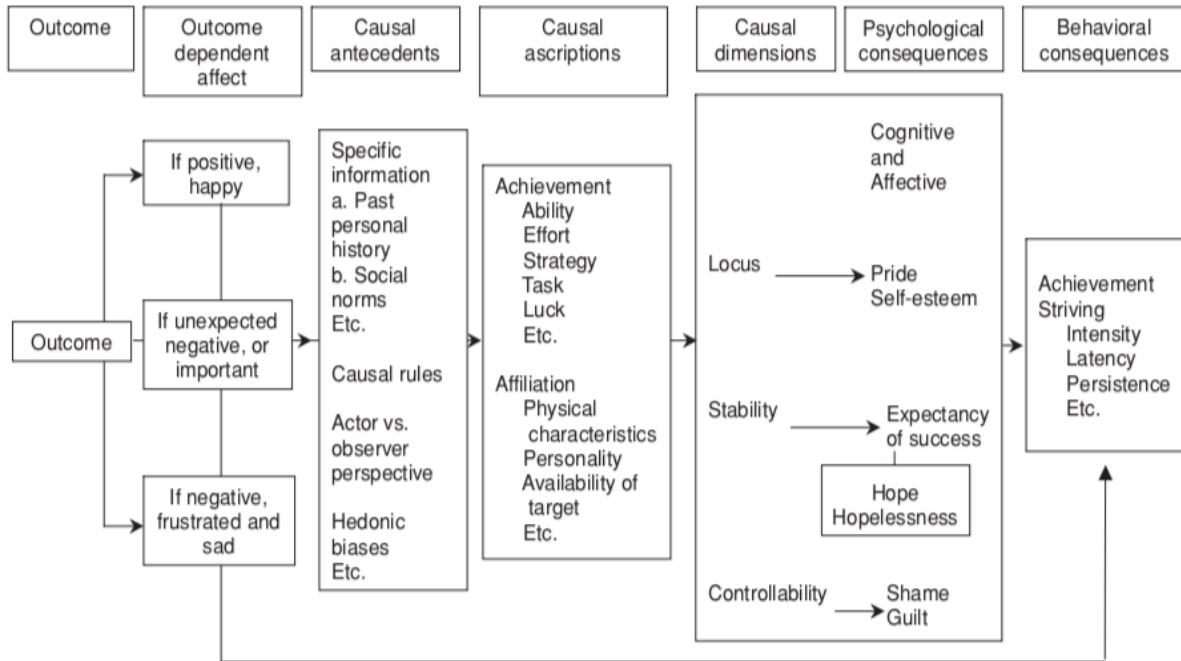 Outcome
Outcome
dependent
affect
Causal
antecedents
Causal
ascriptions
Causal
dimensions
Psychological
consequences
Behavioral
consequences
Outcome
If positive,
happy
If unexpected
negative, or
important
If negative,
frustrated and
sad
Specific
information
a. Past
personal
history
b. Social
norms
Etc.
Causal rules
Actor vs.
observer
perspective
Hedonic
biases
Etc.
Achievement
Ability
Effort
Strategy
Task
Luck
Etc.
Affiliation
Physical
characteristics
Personality
Availability of
target
Etc.
Cognitive
and
Affective
Locus
Pride
Self-esteem
Stability
Expectancy
of success
Hope
Hopelessness
Controllability
Shame
Guilt
Achievement
Striving
Intensity
Latency
Persistence
Etc.